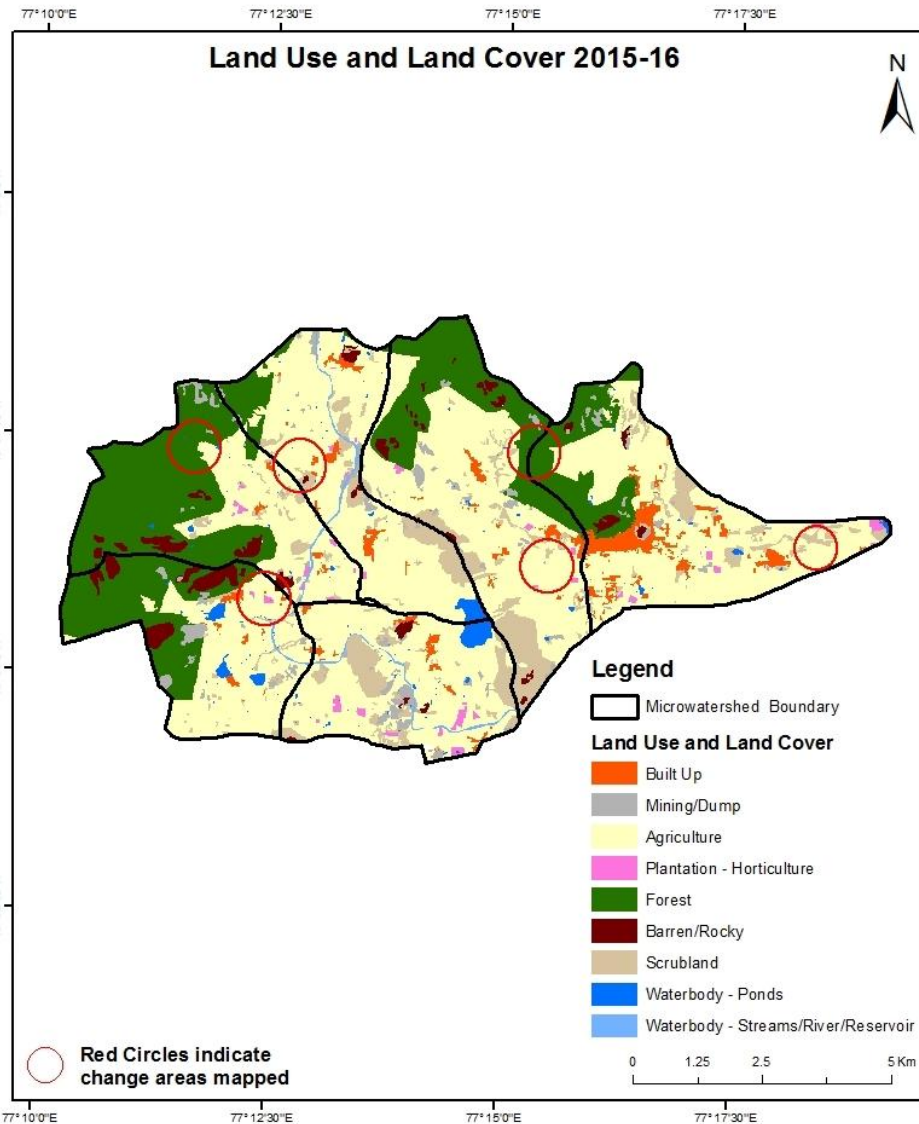 77°10'0"E 77°12'30"E 77°15'0"E 77°17'30"E
Land Use and Land Cover 2015-16
N
Legend
Microwatershed Boundary
Land Use and Land Cover
Built Up
Mining/Dump
Agriculture
Plantation - Horticulture
Forest
Barren/Rocky
Scrubland
Waterbody - Ponds
Waterbody - Streams/River/Reservoir
Red Circles indicate
change areas mapped
0 1.25 2.5 5 Km
77°10'0"E 77°12'30"E 77°15'0"E 77°17'30"E